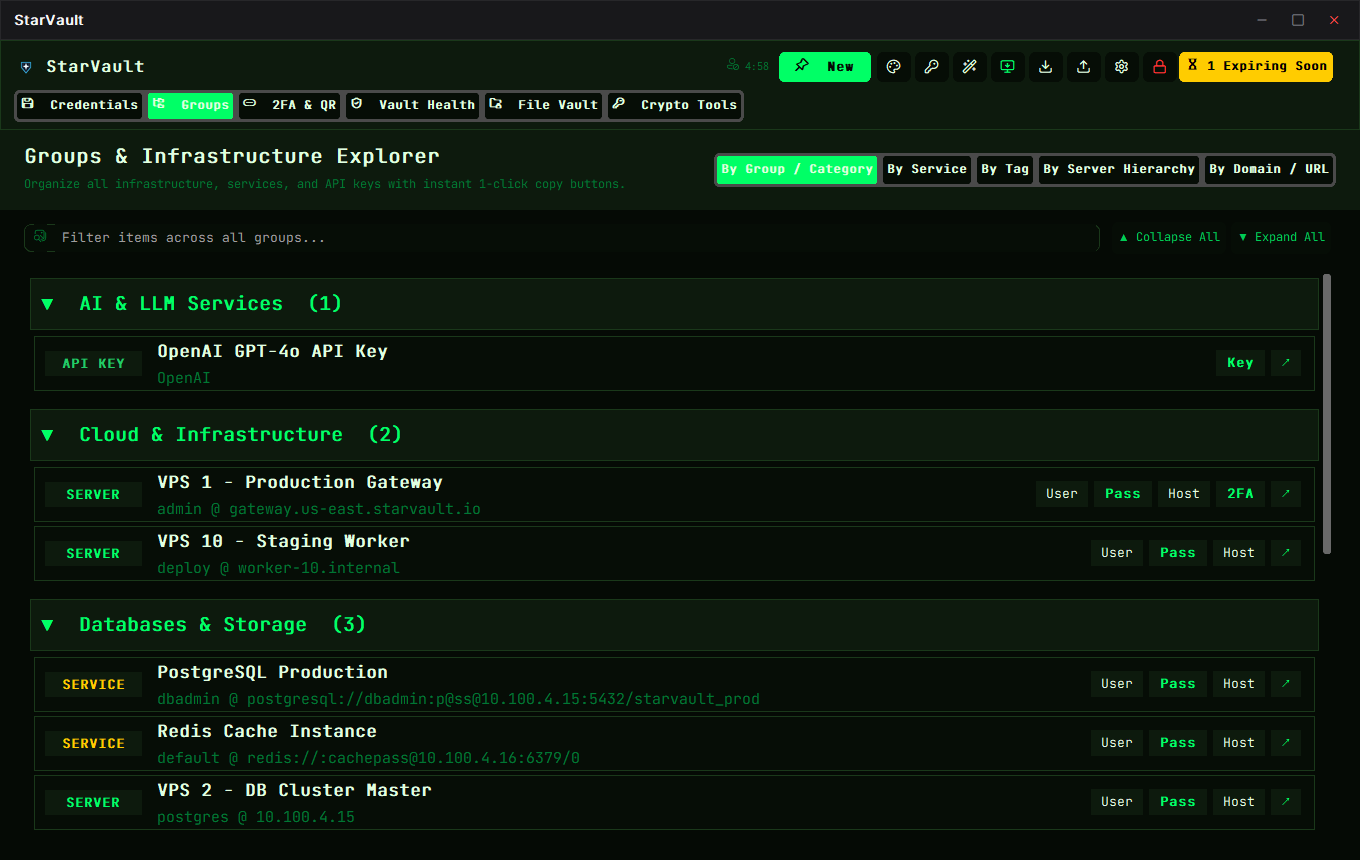 StarVault
StarVault
4:58
New
1 Expiring Soon
Credentials
Groups
2FA & QR
Vault Health
File Vault
Crypto Tools
Groups & Infrastructure Explorer
Organize all infrastructure, services, and API keys with instant 1-click copy buttons.
By Group / Category
By Service
By Tag
By Server Hierarchy
By Domain / URL
Filter items across all groups...
▲ Collapse All
▼ Expand All
▼ AI & LLM Services (1)
API KEY
OpenAI GPT-4o API Key
OpenAI
Key
↗
▼ Cloud & Infrastructure (2)
SERVER
VPS 1 - Production Gateway
admin @ gateway.us-east.starvault.io
User
Pass
Host
2FA
↗
SERVER
VPS 10 - Staging Worker
deploy @ worker-10.internal
User
Pass
Host
↗
▼ Databases & Storage (3)
SERVICE
PostgreSQL Production
dbadmin @ postgresql://dbadmin:p@ss@10.100.4.15:5432/starvault_prod
User
Pass
Host
↗
SERVICE
Redis Cache Instance
default @ redis://:cachepass@10.100.4.16:6379/0
User
Pass
Host
↗
SERVER
VPS 2 - DB Cluster Master
postgres @ 10.100.4.15
User
Pass
Host
↗